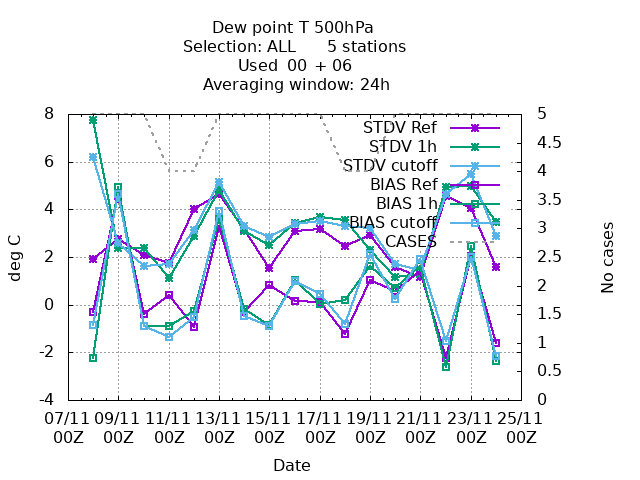 Dew point T 500hPa
Selection: ALL 5 stations
Used 00 + 06
Averaging window: 24h
8
6
4
2
0
-2
-4
deg C
5
4.5
4
3.5
3
2.5
2
1.5
1
0.5
0
No cases
STDV Ref
STDV 1h
STDV cutoff
BIAS Ref
BIAS 1h
BIAS cutoff
CASES
07/11 09/11 11/11 13/11 15/11 17/11 19/11 21/11 23/11 25/11
00Z 00Z 00Z 00Z 00Z 00Z 00Z 00Z 00Z 00Z
Date